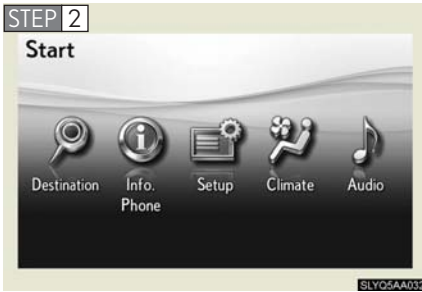 STEP 2
Start
Destination
Info.
Phone
Setup
Climate
Audio
SLYQ5AA032